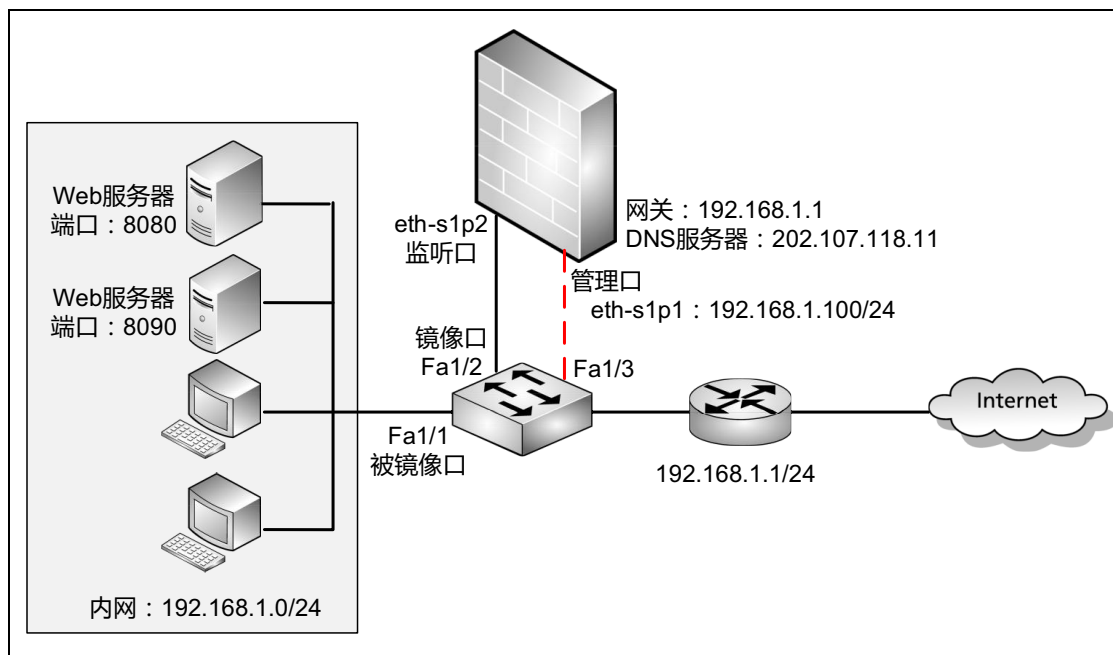 Web服务器
端口：8080
Web服务器
端口：8090
内网：192.168.1.0/24
eth-s1p2
监听口
网关：192.168.1.1
DNS服务器：202.107.118.11
管理口
eth-s1p1：192.168.1.100/24
镜像口
Fa1/2
Fa1/3
Fa1/1
被镜像口
192.168.1.1/24
Internet